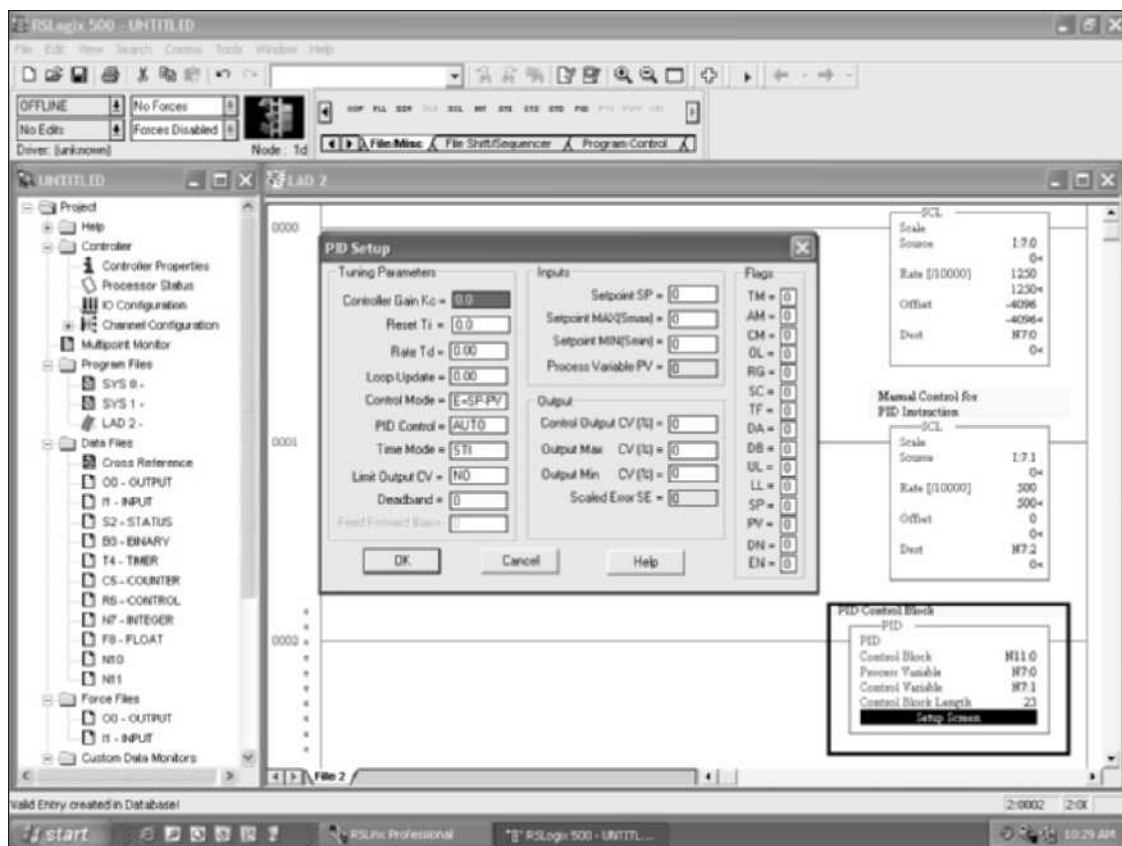 RSLogix 500 - UNTITLED
File Edit View Search Comms Tools Window Help
OFFLINE No Forces
No Edits Forces Disabled
Driver: (unknown) Node : 1d
COP FLL SCL INT STI STS STD PID
File/Misc File Shift/Sequencer Program Control
UNTITLED
Project
Help
Controller
Controller Properties
Processor Status
IO Configuration
Channel Configuration
Multipoint Monitor
Program Files
SYS 0 -
SYS 1 -
LAD 2 -
Data Files
Cross Reference
O0 - OUTPUT
I1 - INPUT
S2 - STATUS
B3 - BINARY
T4 - TIMER
C5 - COUNTER
R6 - CONTROL
N7 - INTEGER
F8 - FLOAT
N10
N11
Force Files
O0 - OUTPUT
I1 - INPUT
Custom Data Monitors
LAD 2
0000
SCL
Scale
Source I:7.0
0<
Rate [/10000] 1250
1250<
Offset -4096
-4096<
Dest N7:0
0<
PID Setup
Tuning Parameters
Controller Gain Kc = 0.0
Reset Ti = 0.0
Rate Td = 0.00
Loop Update = 0.00
Control Mode = E=SP-PV
PID Control = AUTO
Time Mode = STI
Limit Output CV = NO
Deadband = 0
Feed Forward Bias = 0
Inputs
Setpoint SP = 0
Setpoint MAX(Smax) = 0
Setpoint MIN(Smin) = 0
Process Variable PV = 0
Output
Control Output CV (%) = 0
Output Max CV (%) = 0
Output Min CV (%) = 0
Scaled Error SE = 0
Flags
TM = 0
AM = 0
CM = 0
OL = 0
RG = 0
SC = 0
TF = 0
DA = 0
DB = 0
UL = 0
LL = 0
SP = 0
PV = 0
DN = 0
EN = 0
OK Cancel Help
0001
Manual Control for
PID Instruction
SCL
Scale
Source I:7.1
0<
Rate [/10000] 500
500<
Offset 0
0<
Dest N7:2
0<
0002
PID Control Block
PID
PID
Control Block N11:0
Process Variable N7:0
Control Variable N7:1
Control Block Length 23
Setup Screen
File 2
Valid Entry created in Database! 2:0002
start RSLinx Professional RSLogix 500 - UNTITL... 10:29 AM